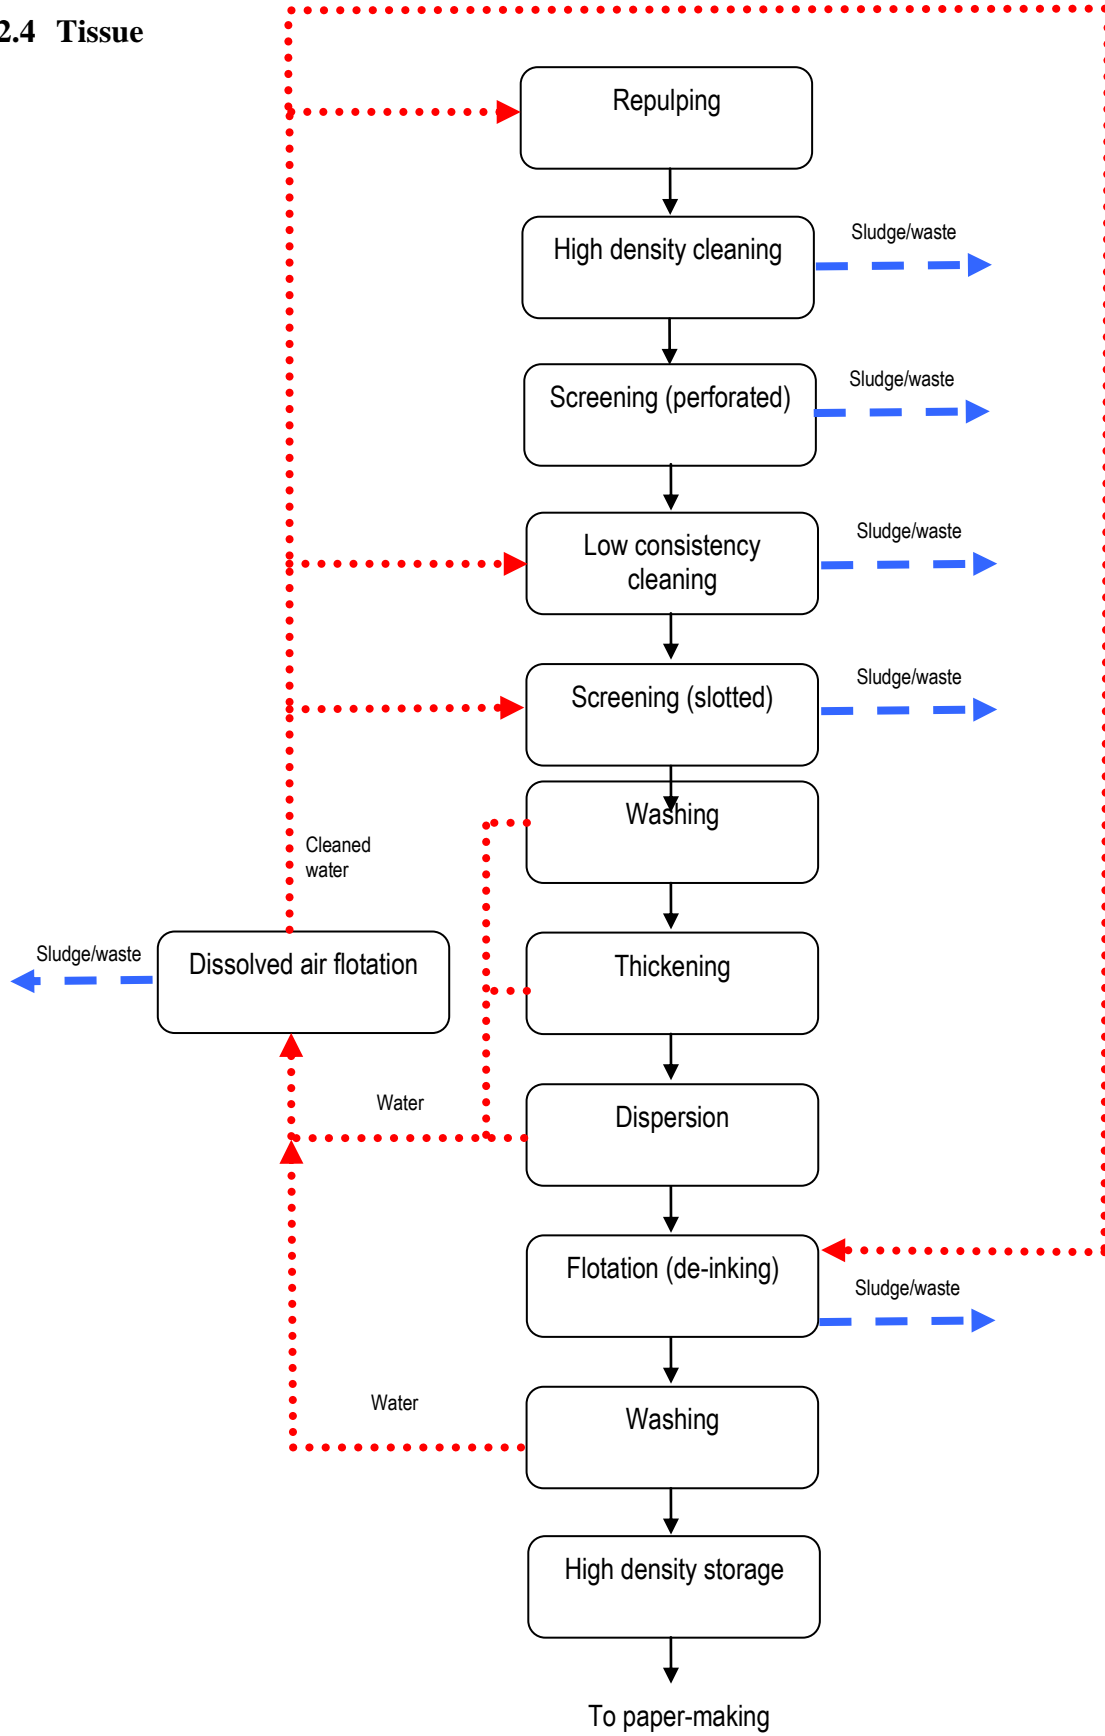 2.4 Tissue
Repulping
High density cleaning
Sludge/waste
Screening (perforated)
Sludge/waste
Low consistency
cleaning
Sludge/waste
Screening (slotted)
Sludge/waste
Washing
Cleaned
water
Sludge/waste
Dissolved air flotation
Thickening
Water
Dispersion
Flotation (de-inking)
Sludge/waste
Water
Washing
High density storage
To paper-making